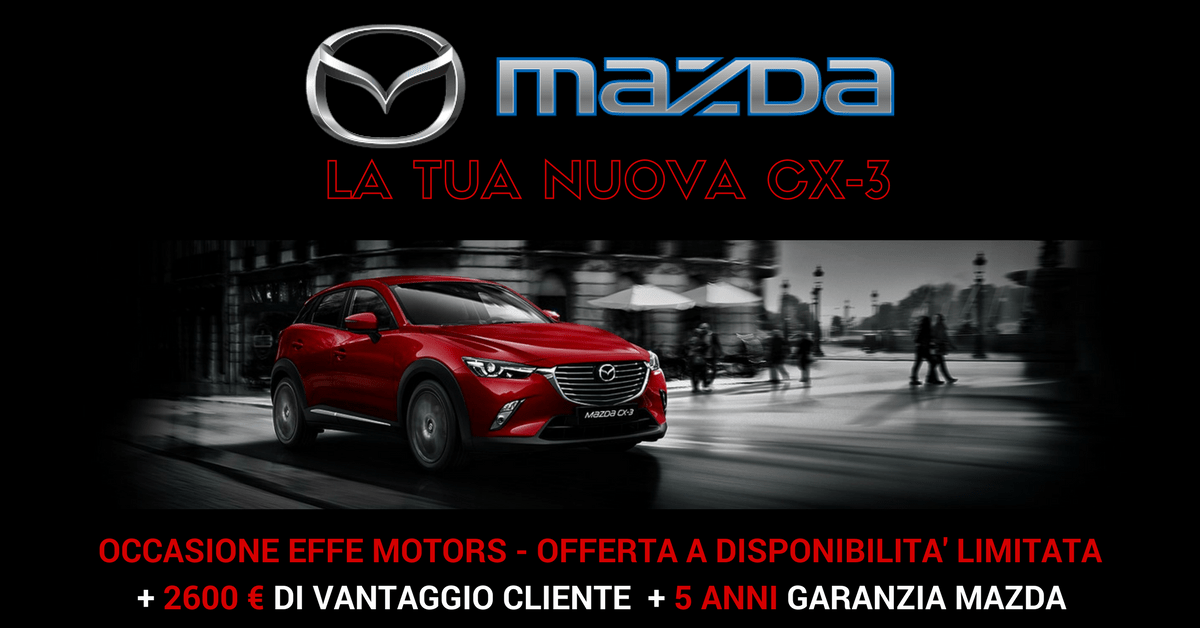 mazda
LA TUA NUOVA CX-3
MAZDA CX-3
OCCASIONE EFFE MOTORS - OFFERTA A DISPONIBILITA' LIMITATA
+ 2600 € DI VANTAGGIO CLIENTE + 5 ANNI GARANZIA MAZDA